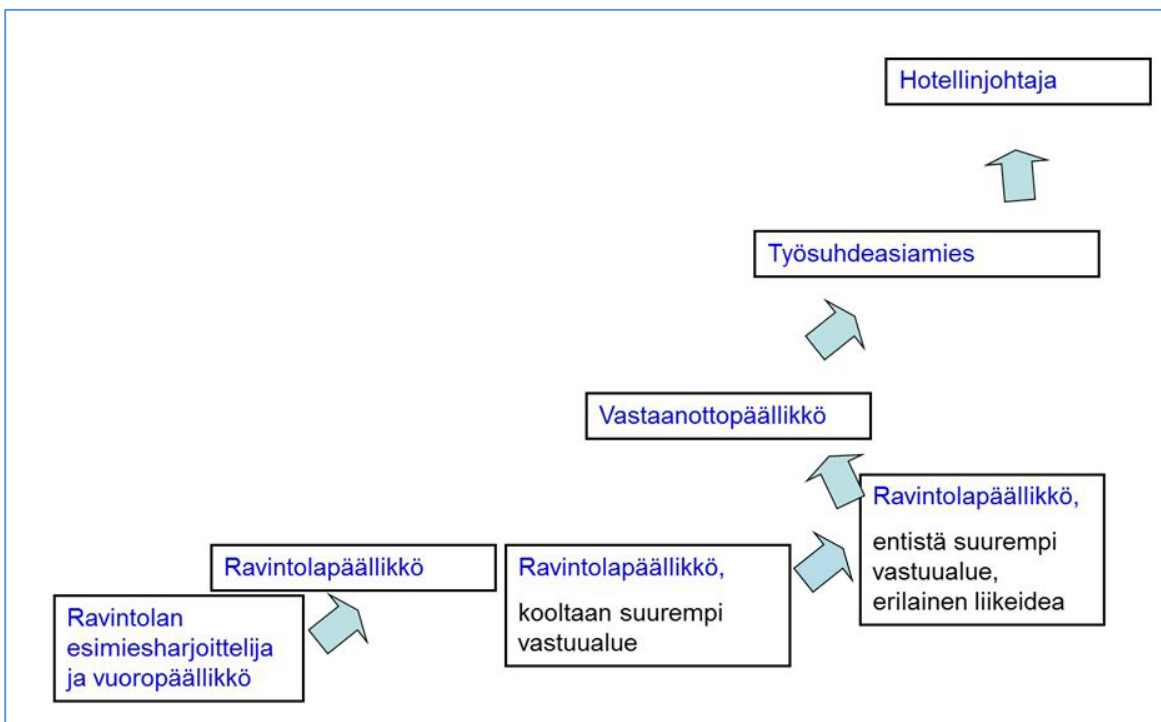 Hotellinjohtaja
Työsuhdeasiamies
Vastaanottopäällikkö
Ravintolapäällikkö,
entistä suurempi
vastuualue,
erilainen liikeidea
Ravintolapäällikkö
Ravintolapäällikkö,
kooltaan suurempi
vastuualue
Ravintolan
esimiesharjoittelija
ja vuoropäällikkö